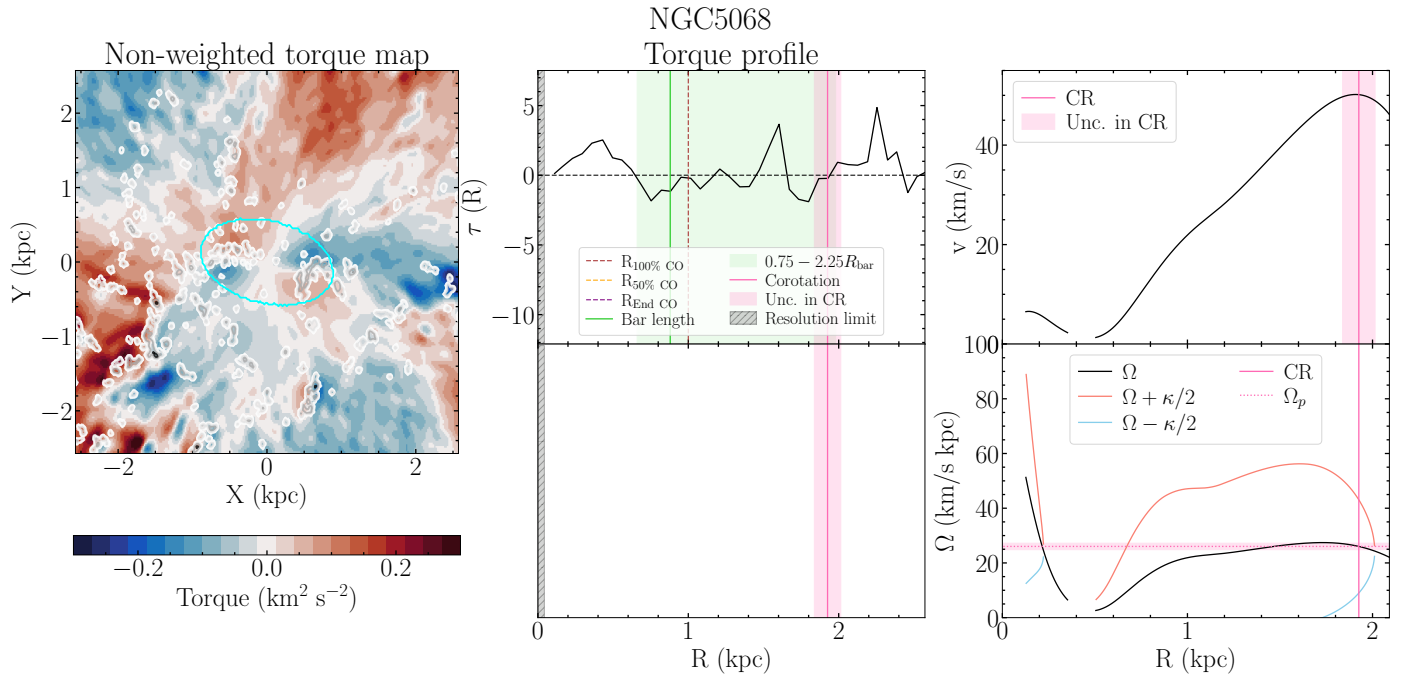 NGC5068
Non-weighted torque map
Y (kpc)
2
1
0
−1
−2
−2
0
2
X (kpc)
−0.2
0.0
0.2
Torque (km² s⁻²)
Torque profile
τ (R)
5
0
−5
−10
R100% CO
R50% CO
REnd CO
Bar length
0.75 − 2.25Rbar
Corotation
Unc. in CR
Resolution limit
0
1
2
R (kpc)
v (km/s)
40
20
0
CR
Unc. in CR
Ω (km/s kpc)
100
80
60
40
20
0
Ω
Ω + κ/2
Ω − κ/2
CR
Ωp
0
1
2
R (kpc)